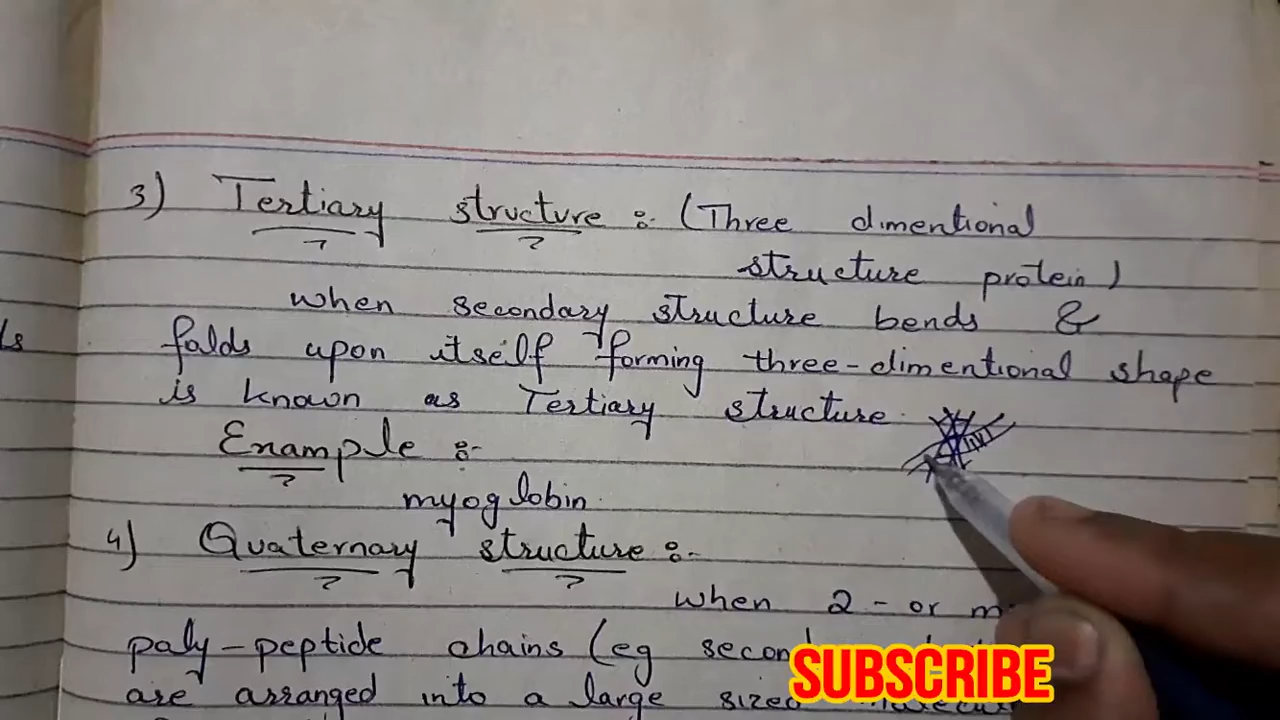 3) Tertiary structure :- (Three dimentional
structure protein)
when secondary structure bends &
ls
folds upon itself forming three-dimentional shape
is known as Tertiary structure.
Example :-
myoglobin.
4) Quaternary structure :-
when 2 - or
poly-peptide chains (eg
are arranged into a large sized
SUBSCRIBE